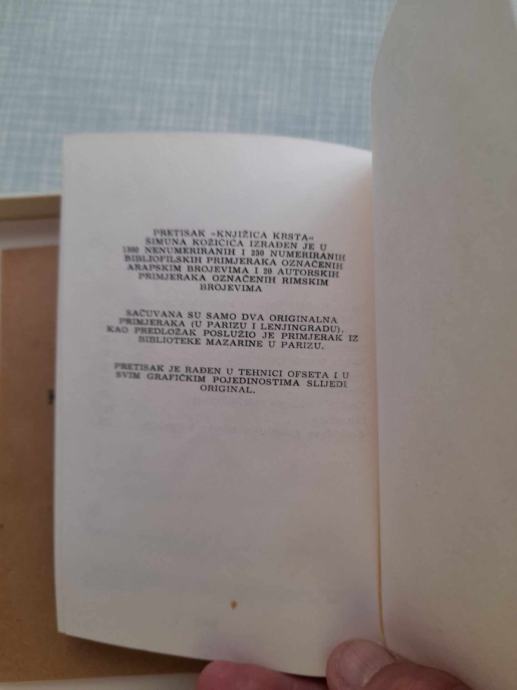 PRETISAK »KNJIŽICA KRSTA«
ŠIMUNA KOŽIČIĆA IZRAĐEN JE U
1300 NENUMERIRANIH I 250 NUMERIRANIH
BIBLIOFILSKIH PRIMJERAKA OZNAČENIH
ARAPSKIM BROJEVIMA I 20 AUTORSKIH
PRIMJERAKA OZNAČENIH RIMSKIM
BROJEVIMA
SAČUVANA SU SAMO DVA ORIGINALNA
PRIMJERAKA (U PARIZU I LENJINGRADU).
KAO PREDLOŽAK POSLUŽIO JE PRIMJERAK IZ
BIBLIOTEKE MAZARINE U PARIZU.
PRETISAK JE RAĐEN U TEHNICI OFSETA I U
SVIM GRAFIČKIM POJEDINOSTIMA SLIJEDI
ORIGINAL.